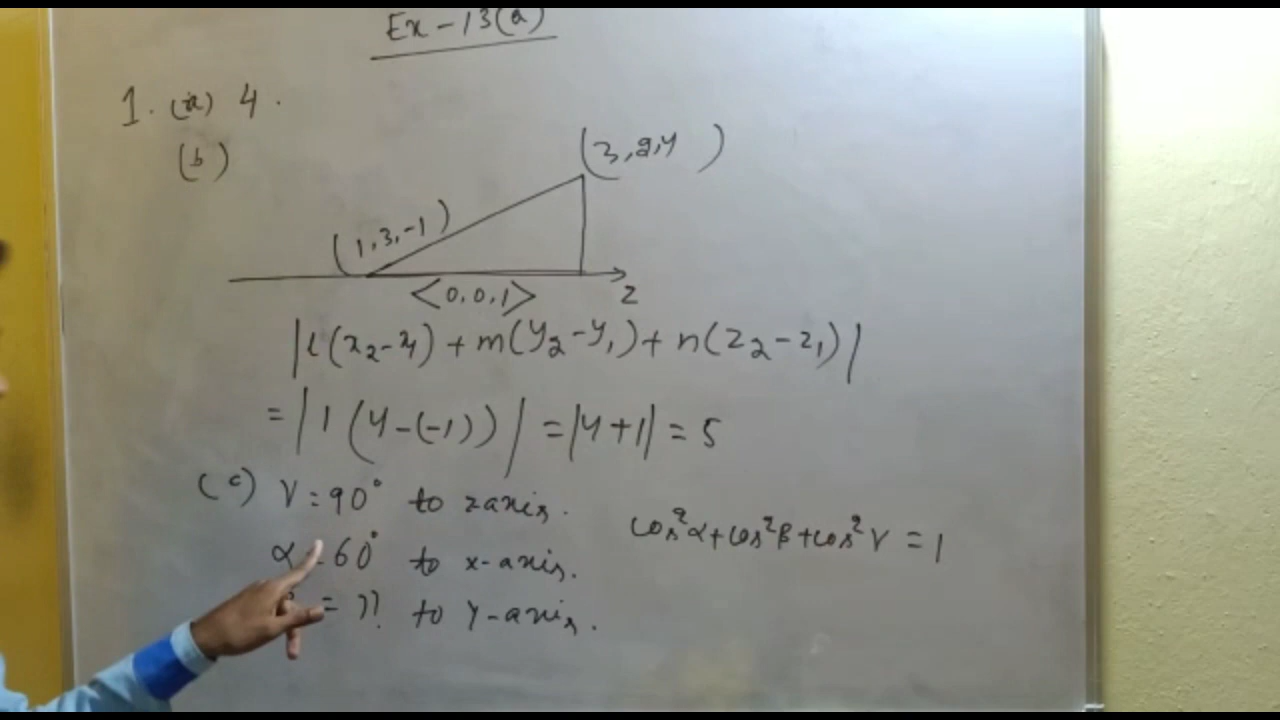 Ex-13(a)
1. (a) 4.
(b)
(3,2,4)
(1,3,-1)
<0,0,1> z
|l(x₂-x₁)+m(y₂-y₁)+n(z₂-z₁)|
=|1(4-(-1))|=|4+1|=5
(c) γ=90° to z axis.
cos²α+cos²β+cos²γ=1
α=60° to x-axis.
= ?? to y-axis.